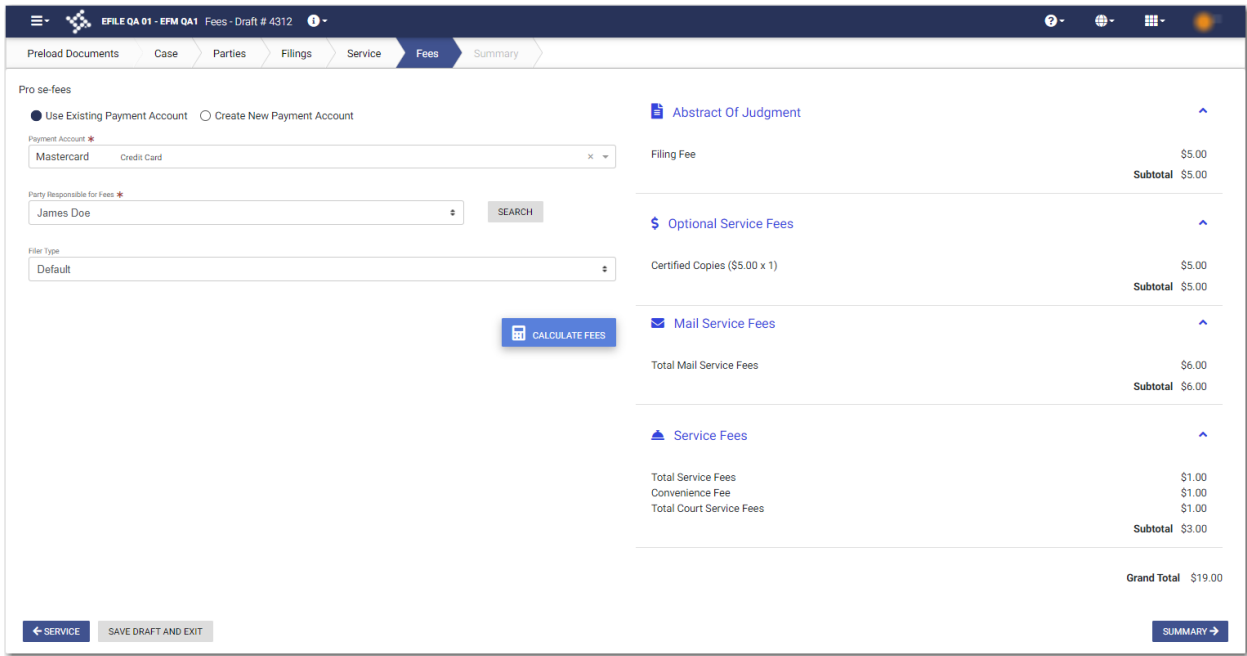 EFILE QA 01 - EFM QA1 Fees - Draft # 4312
Preload Documents Case Parties Filings Service Fees Summary
Pro se-fees
Use Existing Payment Account Create New Payment Account
Payment Account *
Mastercard Credit Card
Party Responsible for Fees *
James Doe
SEARCH
Filer Type
Default
CALCULATE FEES
Abstract Of Judgment
Filing Fee $5.00
Subtotal $5.00
$ Optional Service Fees
Certified Copies ($5.00 x 1) $5.00
Subtotal $5.00
Mail Service Fees
Total Mail Service Fees $6.00
Subtotal $6.00
Service Fees
Total Service Fees $1.00
Convenience Fee $1.00
Total Court Service Fees $1.00
Subtotal $3.00
Grand Total $19.00
← SERVICE SAVE DRAFT AND EXIT SUMMARY →